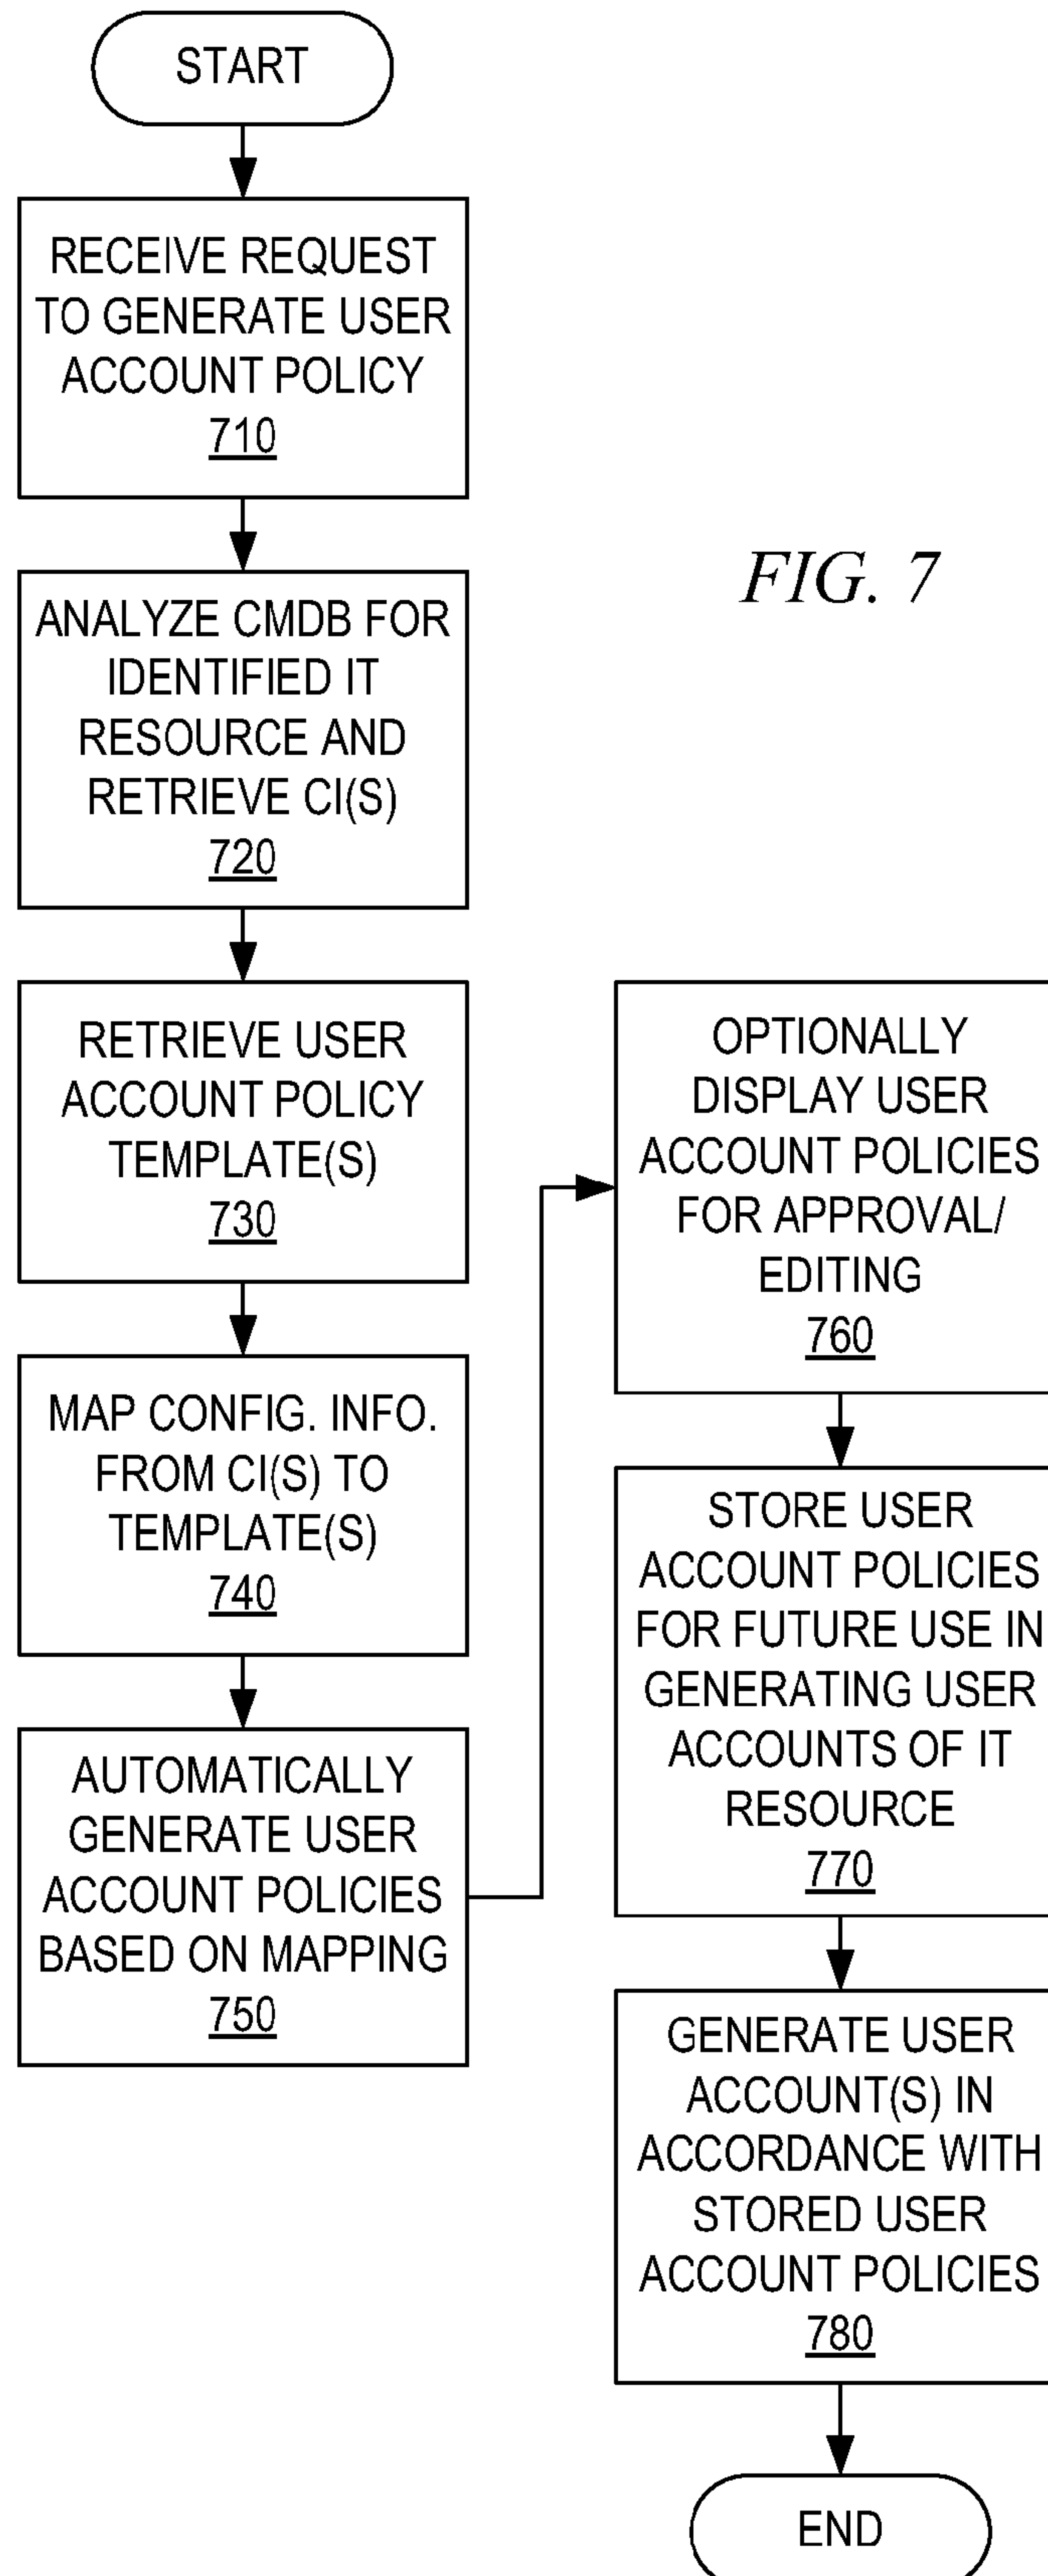 START
RECEIVE REQUEST
TO GENERATE USER
ACCOUNT POLICY
710
ANALYZE CMDB FOR
IDENTIFIED IT
RESOURCE AND
RETRIEVE CI(S)
720
RETRIEVE USER
ACCOUNT POLICY
TEMPLATE(S)
730
MAP CONFIG. INFO.
FROM CI(S) TO
TEMPLATE(S)
740
AUTOMATICALLY
GENERATE USER
ACCOUNT POLICIES
BASED ON MAPPING
750
FIG. 7
OPTIONALLY
DISPLAY USER
ACCOUNT POLICIES
FOR APPROVAL/
EDITING
760
STORE USER
ACCOUNT POLICIES
FOR FUTURE USE IN
GENERATING USER
ACCOUNTS OF IT
RESOURCE
770
GENERATE USER
ACCOUNT(S) IN
ACCORDANCE WITH
STORED USER
ACCOUNT POLICIES
780
END